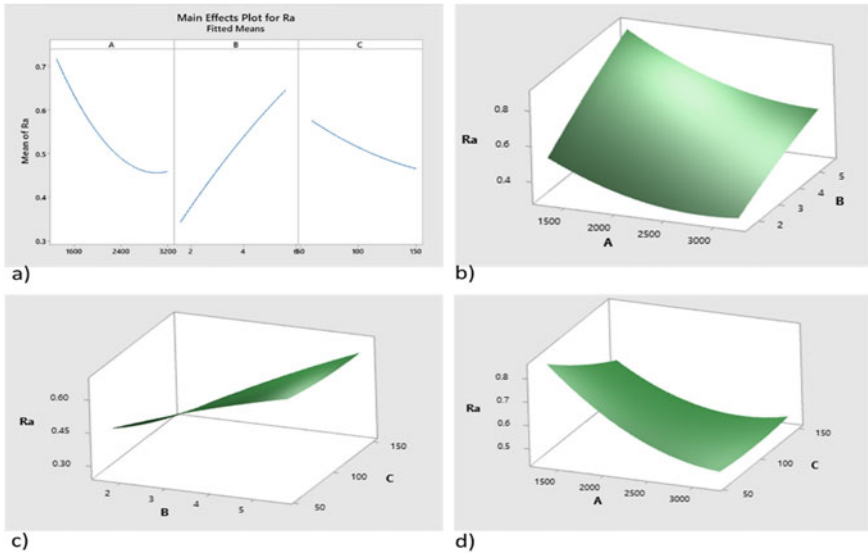 Main Effects Plot for Ra
Fitted Means
A B C
Mean of Ra
0.7
0.6
0.5
0.4
0.3
1600 2400 3200 2 4 6 50 100 150
a)
Ra
0.8
0.6
0.4
1500 2000 2500 3000
A
2 3 4 5
B
b)
Ra
0.60
0.45
0.30
2 3 4 5
B
50 100 150
C
c)
Ra
0.8
0.7
0.6
0.5
1500 2000 2500 3000
A
50 100 150
C
d)